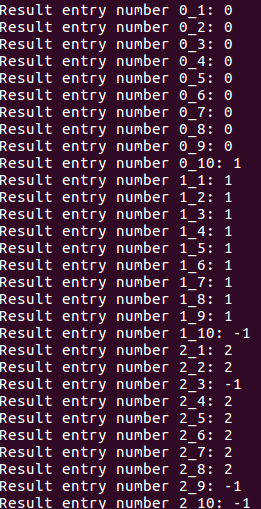 Result entry number 0_1: 0
Result entry number 0_2: 0
Result entry number 0_3: 0
Result entry number 0_4: 0
Result entry number 0_5: 0
Result entry number 0_6: 0
Result entry number 0_7: 0
Result entry number 0_8: 0
Result entry number 0_9: 0
Result entry number 0_10: 1
Result entry number 1_1: 1
Result entry number 1_2: 1
Result entry number 1_3: 1
Result entry number 1_4: 1
Result entry number 1_5: 1
Result entry number 1_6: 1
Result entry number 1_7: 1
Result entry number 1_8: 1
Result entry number 1_9: 1
Result entry number 1_10: -1
Result entry number 2_1: 2
Result entry number 2_2: 2
Result entry number 2_3: -1
Result entry number 2_4: 2
Result entry number 2_5: 2
Result entry number 2_6: 2
Result entry number 2_7: 2
Result entry number 2_8: 2
Result entry number 2_9: -1
Result entry number 2_10: -1